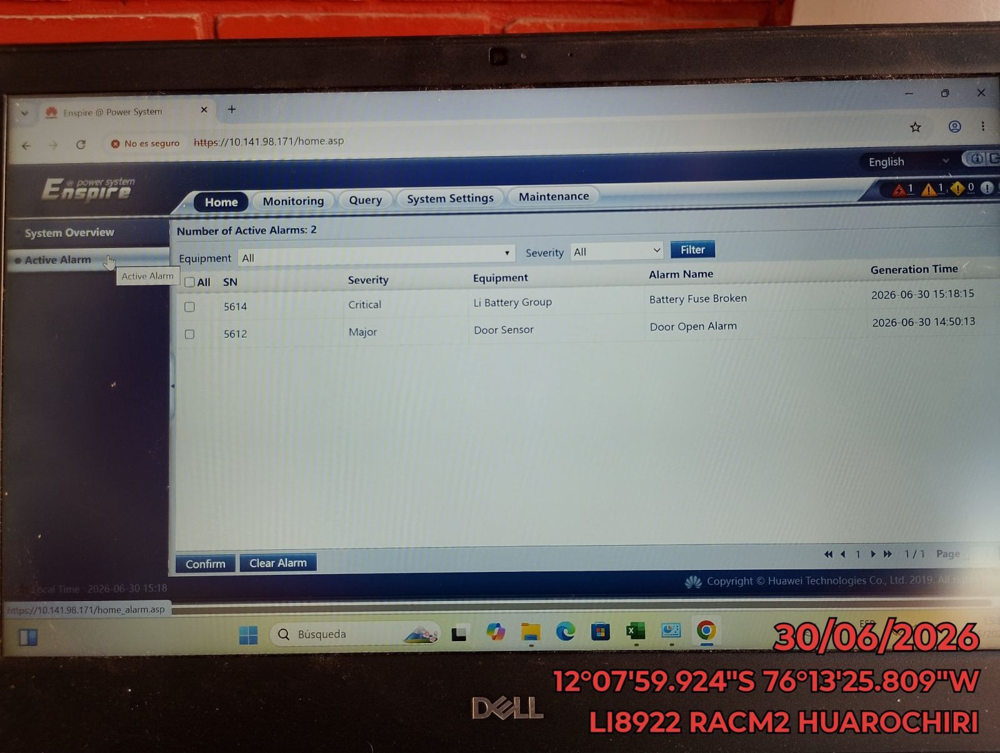 Enspire @ Power System
No es seguro https://10.141.98.171/home.asp
English
Enspire power system
Home Monitoring Query System Settings Maintenance
1 1 0
System Overview
Number of Active Alarms: 2
Active Alarm
Equipment All Severity All Filter
Active Alarm
All SN Severity Equipment Alarm Name Generation Time
5614 Critical Li Battery Group Battery Fuse Broken 2026-06-30 15:18:15
5612 Major Door Sensor Door Open Alarm 2026-06-30 14:50:13
Confirm Clear Alarm
1 1 / 1 Page
Local Time : 2026-06-30 15:18
Copyright © Huawei Technologies Co., Ltd. 2019. All
https://10.141.98.171/home_alarm.asp
Búsqueda
ESP
30/06/2026
12°07'59.924"S 76°13'25.809"W
DELL
LI8922 RACM2 HUAROCHIRI